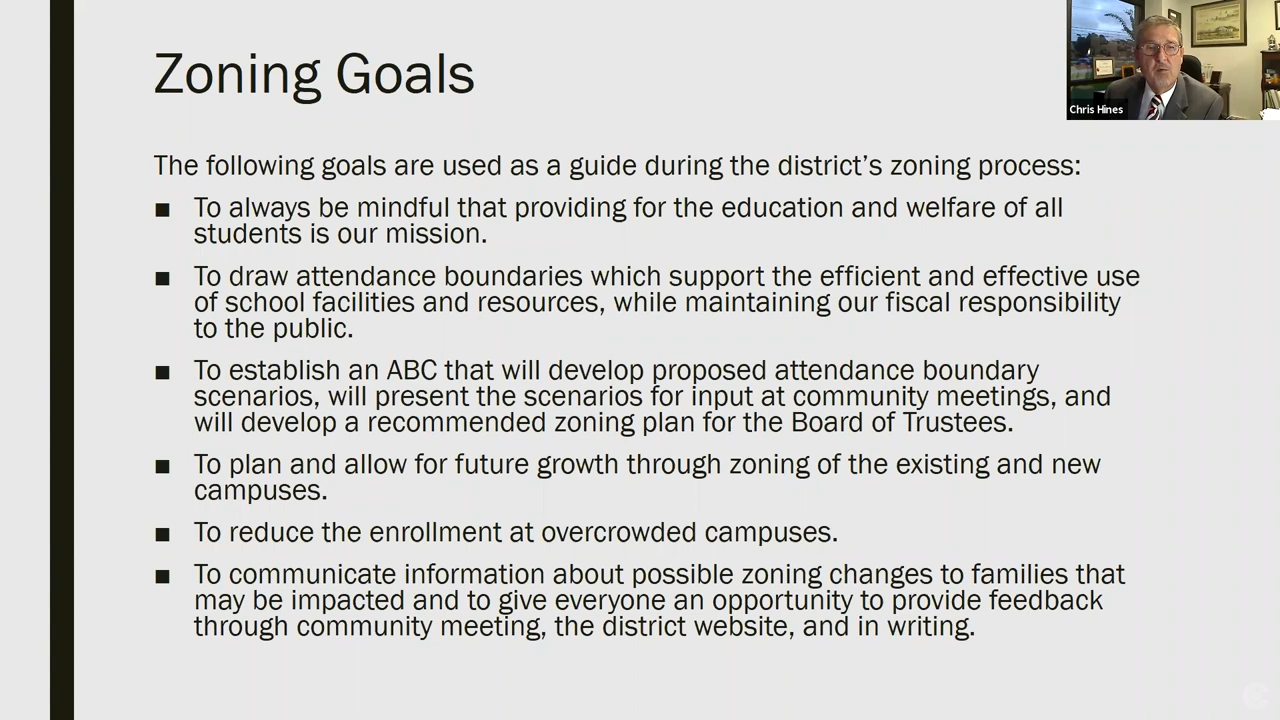 Zoning Goals
Chris Hines
The following goals are used as a guide during the district’s zoning process:
■ To always be mindful that providing for the education and welfare of all
students is our mission.
■ To draw attendance boundaries which support the efficient and effective use
of school facilities and resources, while maintaining our fiscal responsibility
to the public.
■ To establish an ABC that will develop proposed attendance boundary
scenarios, will present the scenarios for input at community meetings, and
will develop a recommended zoning plan for the Board of Trustees.
■ To plan and allow for future growth through zoning of the existing and new
campuses.
■ To reduce the enrollment at overcrowded campuses.
■ To communicate information about possible zoning changes to families that
may be impacted and to give everyone an opportunity to provide feedback
through community meeting, the district website, and in writing.